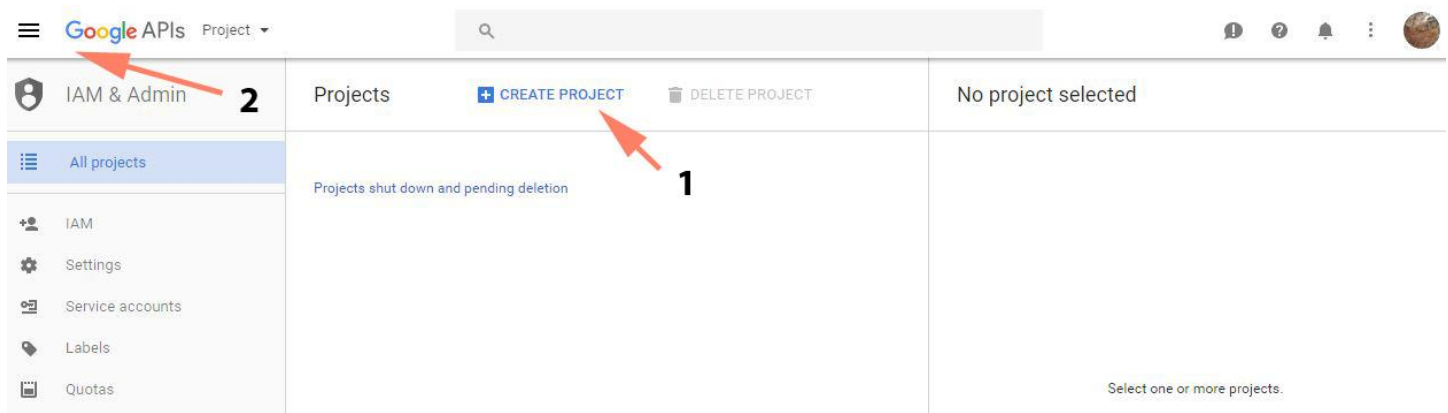 Google APIs Project
IAM & Admin
2
Projects
CREATE PROJECT
DELETE PROJECT
No project selected
All projects
Projects shut down and pending deletion
1
IAM
Settings
Service accounts
Labels
Quotas
Select one or more projects.